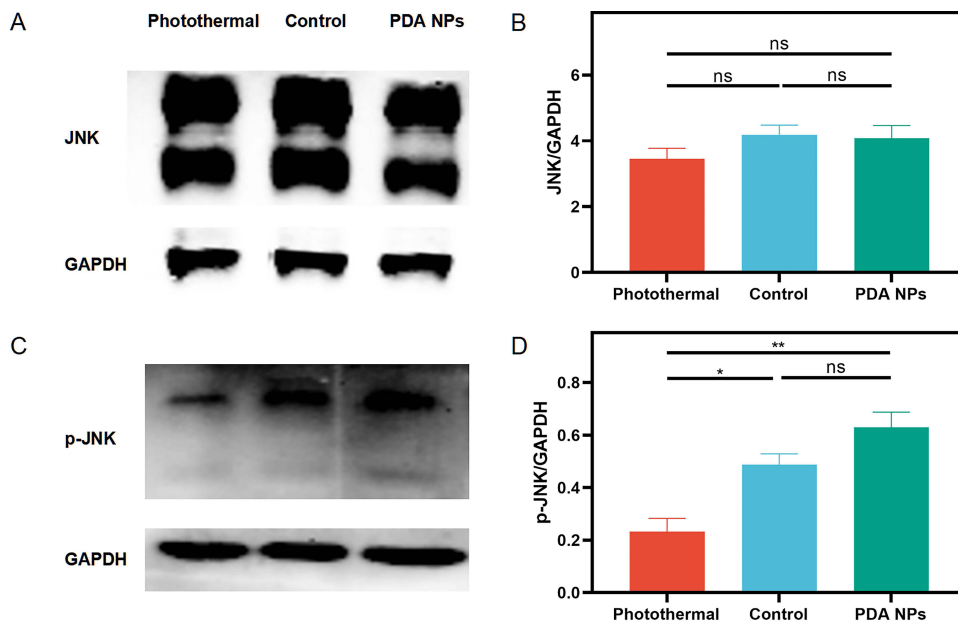 A
Photothermal Control PDA NPs
JNK
GAPDH
B
ns
ns ns
JNK/GAPDH
6
4
2
0
Photothermal Control PDA NPs
C
p-JNK
GAPDH
D
**
* ns
p-JNK/GAPDH
0.8
0.6
0.4
0.2
0.0
Photothermal Control PDA NPs